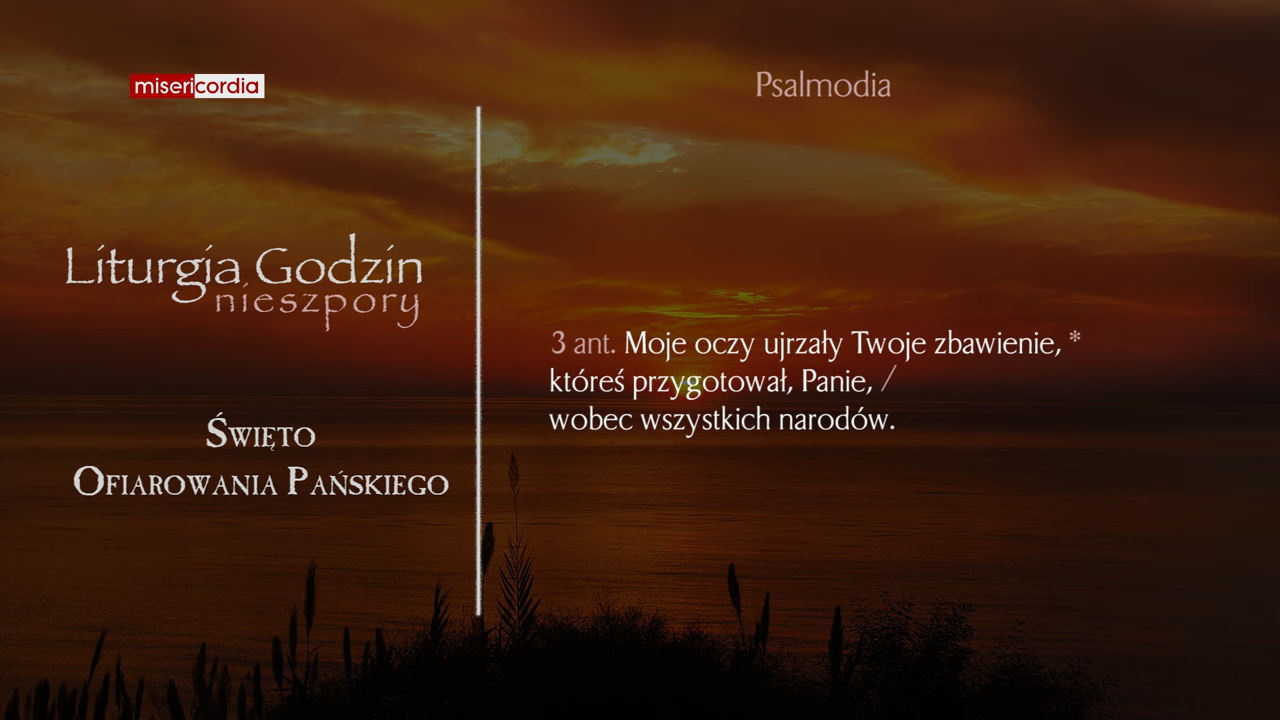 misericordia
Liturgia Godzin
nieszpory
Święto
Ofiarowania Pańskiego
Psalmodia
3 ant. Moje oczy ujrzały Twoje zbawienie, *
któreś przygotował, Panie, /
wobec wszystkich narodów.